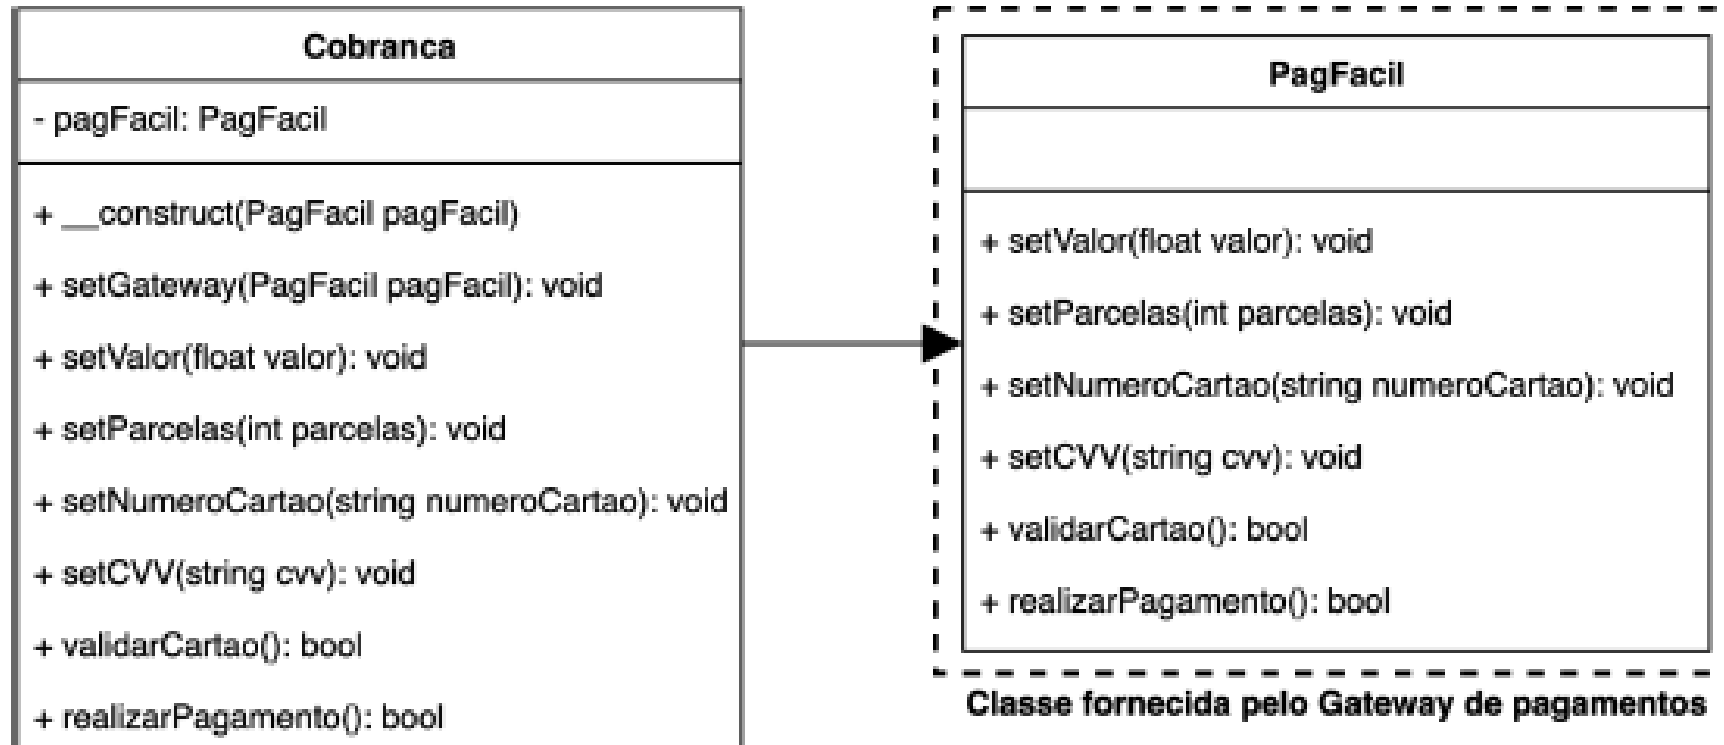 Cobranca
- pagFacil: PagFacil
+ __construct(PagFacil pagFacil)
+ setGateway(PagFacil pagFacil): void
+ setValor(float valor): void
+ setParcelas(int parcelas): void
+ setNumeroCartao(string numeroCartao): void
+ setCVV(string cvv): void
+ validarCartao(): bool
+ realizarPagamento(): bool
PagFacil
+ setValor(float valor): void
+ setParcelas(int parcelas): void
+ setNumeroCartao(string numeroCartao): void
+ setCVV(string cvv): void
+ validarCartao(): bool
+ realizarPagamento(): bool
Classe fornecida pelo Gateway de pagamentos